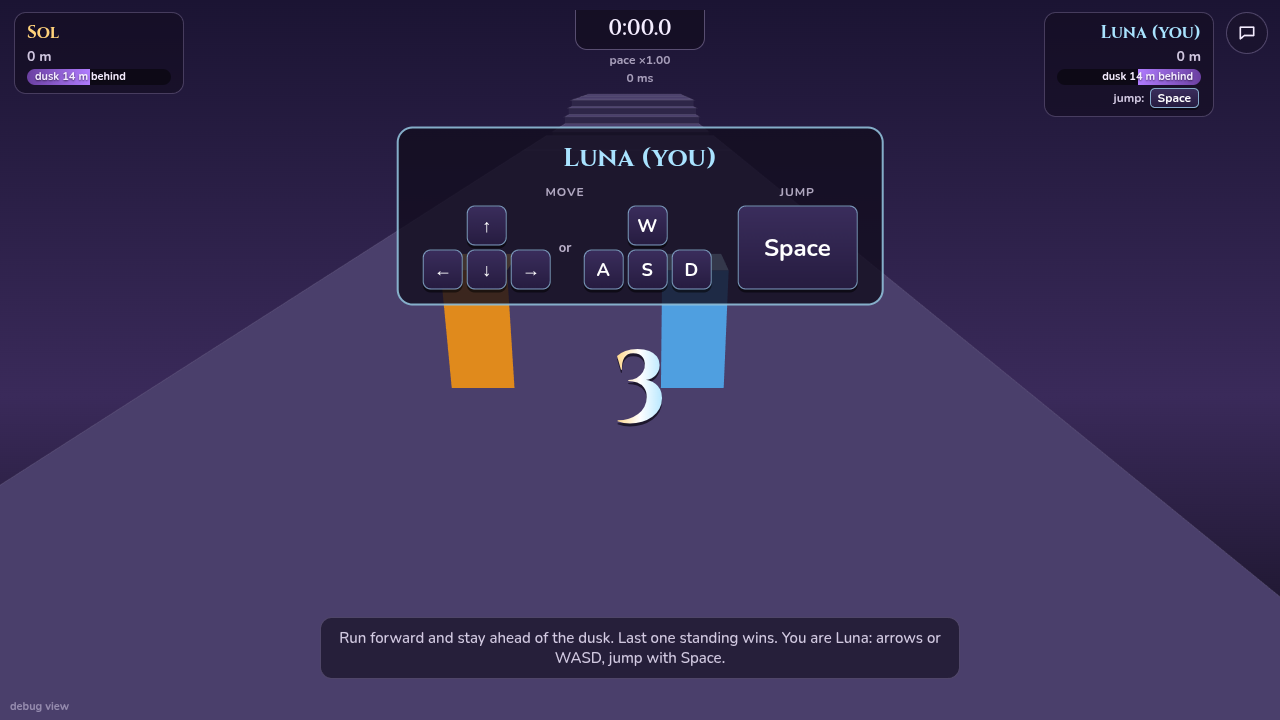 Sol
0 m
dusk 14 m behind
0:00.0
pace ×1.00
0 ms
Luna (you)
0 m
dusk 14 m behind
jump: Space
Luna (you)
MOVE
JUMP
↑
← ↓ →
or
W
A S D
Space
3
Run forward and stay ahead of the dusk. Last one standing wins. You are Luna: arrows or
WASD, jump with Space.
debug view